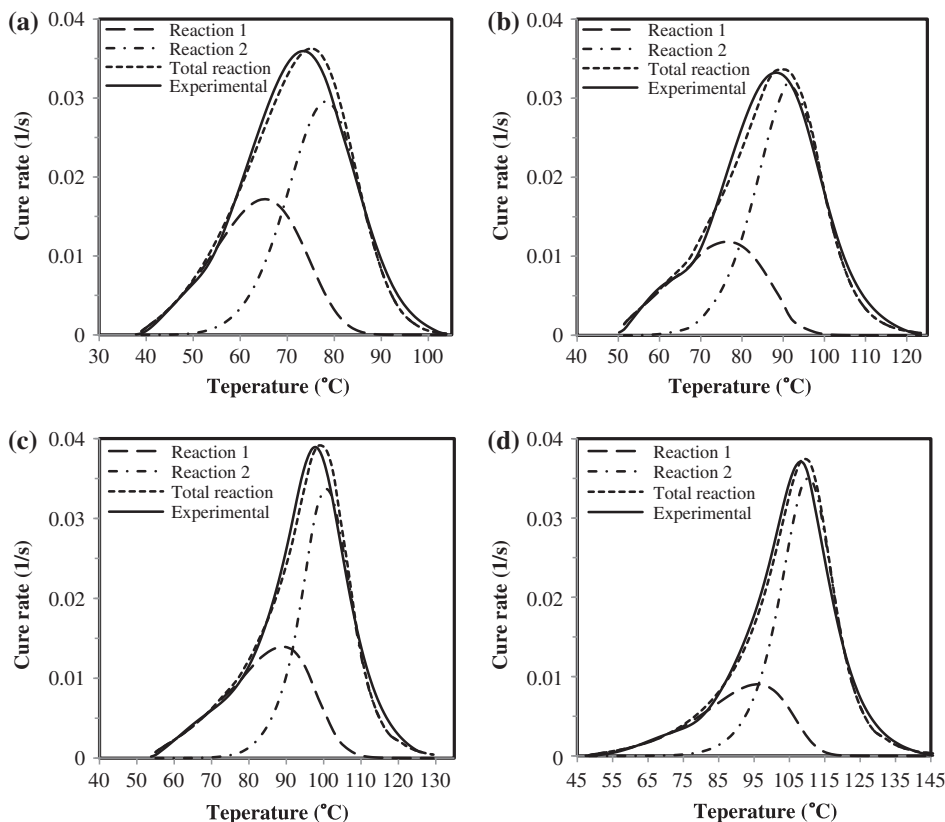 (a)
0.04
0.03
0.02
0.01
0
Cure rate (1/s)
Reaction 1
Reaction 2
Total reaction
Experimental
30 40 50 60 70 80 90 100
Teperature (°C)
(b)
0.04
0.03
0.02
0.01
0
Cure rate (1/s)
Reaction 1
Reaction 2
Total reaction
Experimental
40 50 60 70 80 90 100 110 120
Teperature (°C)
(c)
0.04
0.03
0.02
0.01
0
Cure rate (1/s)
Reaction 1
Reaction 2
Total reaction
Experimental
40 50 60 70 80 90 100 110 120 130
Teperature (°C)
(d)
0.04
0.03
0.02
0.01
0
Cure rate (1/s)
Reaction 1
Reaction 2
Total reaction
Experimental
45 55 65 75 85 95 105 115 125 135 145
Teperature (°C)